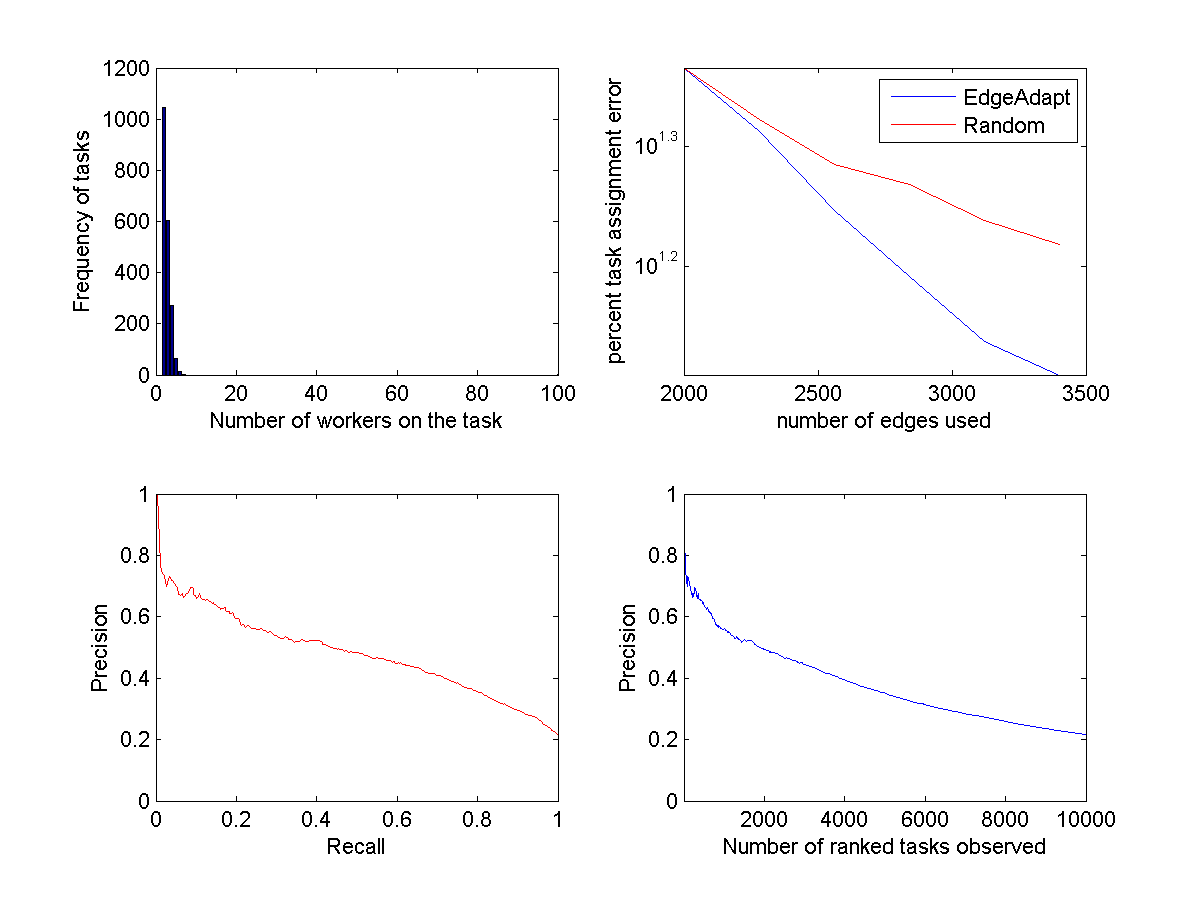 1200
1000
800
600
400
200
0
0 20 40 60 80 100
Frequency of tasks
Number of workers on the task
EdgeAdapt
Random
10^1.3
10^1.2
2000 2500 3000 3500
percent task assignment error
number of edges used
1
0.8
0.6
0.4
0.2
0
0 0.2 0.4 0.6 0.8 1
Precision
Recall
1
0.8
0.6
0.4
0.2
0
2000 4000 6000 8000 10000
Precision
Number of ranked tasks observed